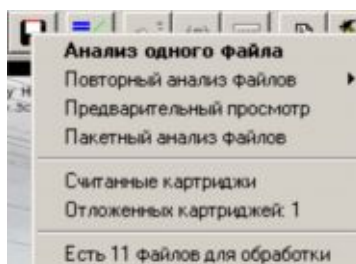 Анализ одного файла
Повторный анализ файлов
Предварительный просмотр
Пакетный анализ файлов
Считанные картриджи
Отложенных картриджей: 1
Есть 11 файлов для обработки